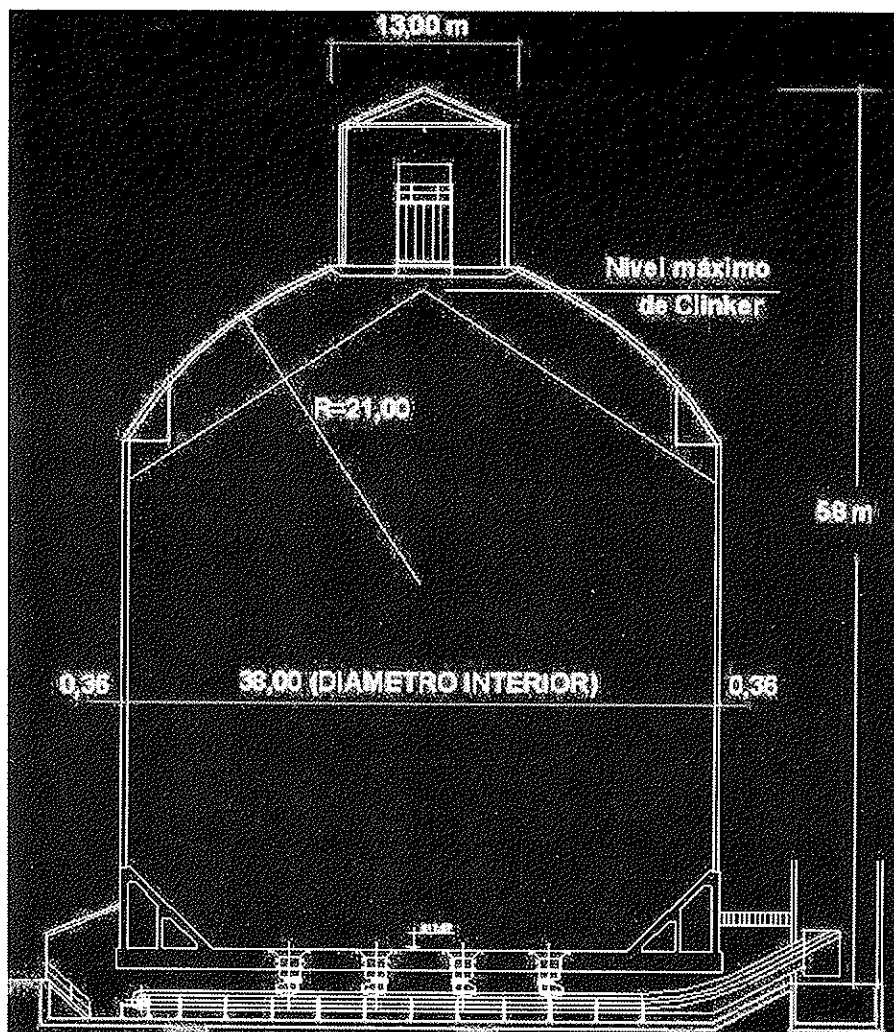 13,00 m
Nivel máximo
de Clinker
R=21,00
58 m
0,36
38,00 (DIAMETRO INTERIOR)
0,36